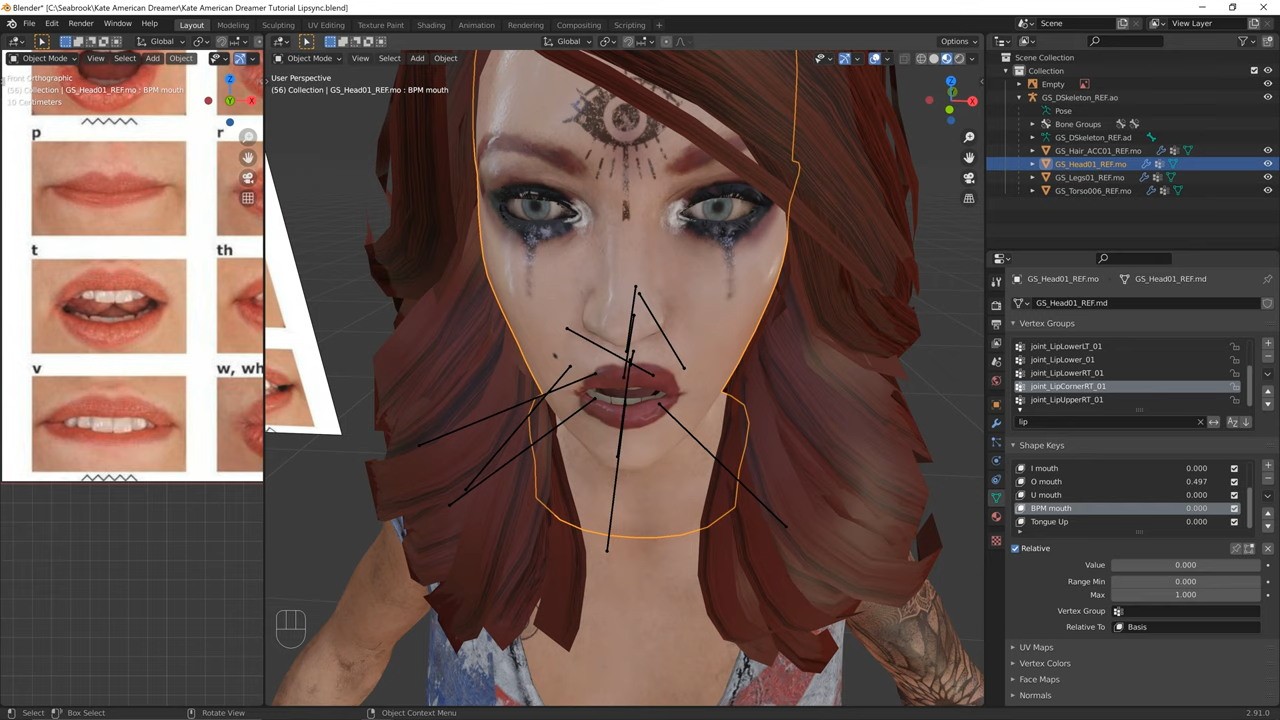 Blender* [C:\Seabrook\Kate American Dreamer\Kate American Dreamer Tutorial Lipsync.blend]
File Edit Render Window Help Layout Modeling Sculpting UV Editing Texture Paint Shading Animation Rendering Compositing Scripting + Scene View Layer
Global Global Options
Object Mode View Select Add Object Object Mode View Select Add Object
Front Orthographic
(56) Collection | GS_Head01_REF.mo : BPM mouth
10 Centimeters
User Perspective
(56) Collection | GS_Head01_REF.mo : BPM mouth
Z
Y
X
Z
X
p r
t th
v w, wh
Scene Collection
Collection
Empty
GS_DSkeleton_REF.ao
Pose
Bone Groups
GS_DSkeleton_REF.ad
GS_Hair_ACC01_REF.mo
GS_Head01_REF.mo
GS_Legs01_REF.mo
GS_Torso006_REF.mo
GS_Head01_REF.mo GS_Head01_REF.md
GS_Head01_REF.md
Vertex Groups
joint_LipLowerLT_01
joint_LipLower_01
joint_LipLowerRT_01
joint_LipCornerRT_01
joint_LipUpperRT_01
lip
Shape Keys
I mouth 0.000
O mouth 0.497
U mouth 0.000
BPM mouth 0.000
Tongue Up 0.000
Relative
Value 0.000
Range Min 0.000
Max 1.000
Vertex Group
Relative To Basis
UV Maps
Vertex Colors
Face Maps
Normals
Select Box Select Rotate View Object Context Menu 2.91.0